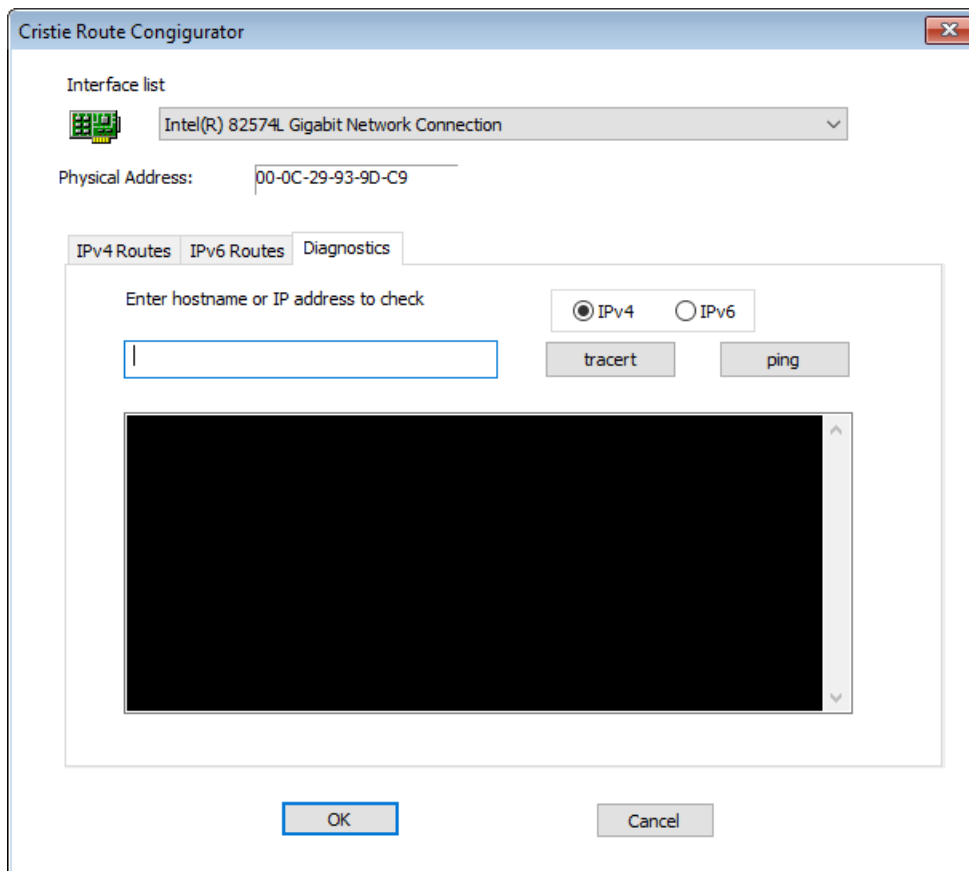 Cristie Route Congigurator
Interface list
Intel(R) 82574L Gigabit Network Connection
Physical Address: 00-0C-29-93-9D-C9
IPv4 Routes IPv6 Routes Diagnostics
Enter hostname or IP address to check
IPv4 IPv6
tracert ping
OK Cancel